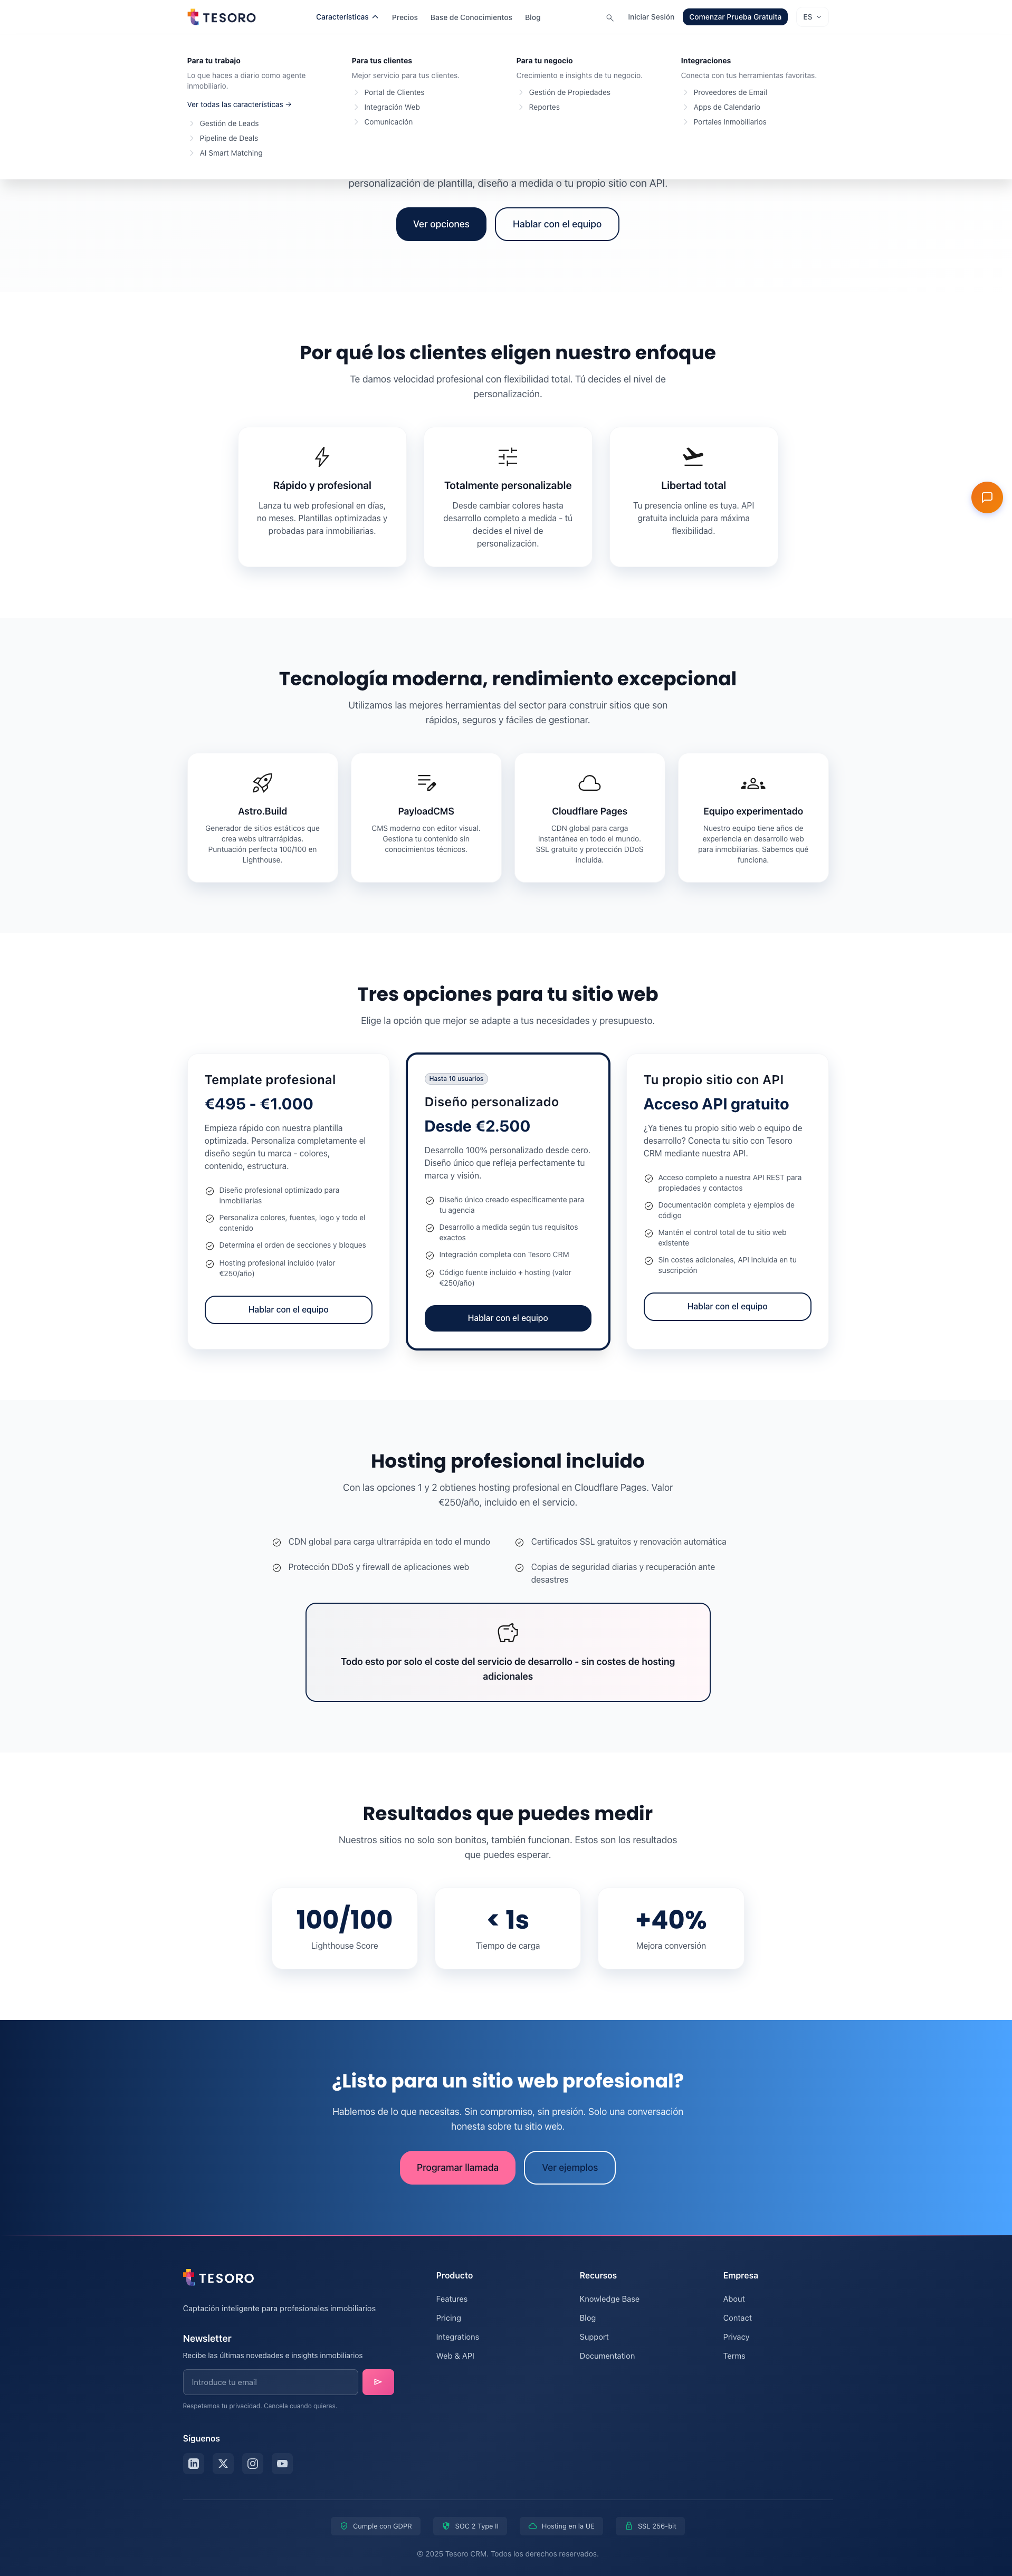 TESORO
Características
Precios
Base de Conocimientos
Blog
Iniciar Sesión
Comenzar Prueba Gratuita
ES
Para tu trabajo
Lo que haces a diario como agente
inmobiliario.
Ver todas las características →
Gestión de Leads
Pipeline de Deals
AI Smart Matching
Para tus clientes
Mejor servicio para tus clientes.
Portal de Clientes
Integración Web
Comunicación
Para tu negocio
Crecimiento e insights de tu negocio.
Gestión de Propiedades
Reportes
Integraciones
Conecta con tus herramientas favoritas.
Proveedores de Email
Apps de Calendario
Portales Inmobiliarios
personalización de plantilla, diseño a medida o tu propio sitio con API.
Ver opciones
Hablar con el equipo
Por qué los clientes eligen nuestro enfoque
Te damos velocidad profesional con flexibilidad total. Tú decides el nivel de
personalización.
Rápido y profesional
Lanza tu web profesional en días,
no meses. Plantillas optimizadas y
probadas para inmobiliarias.
Totalmente personalizable
Desde cambiar colores hasta
desarrollo completo a medida - tú
decides el nivel de
personalización.
Libertad total
Tu presencia online es tuya. API
gratuita incluida para máxima
flexibilidad.
Tecnología moderna, rendimiento excepcional
Utilizamos las mejores herramientas del sector para construir sitios que son
rápidos, seguros y fáciles de gestionar.
Astro.Build
Generador de sitios estáticos que
crea webs ultrarrápidas.
Puntuación perfecta 100/100 en
Lighthouse.
PayloadCMS
CMS moderno con editor visual.
Gestiona tu contenido sin
conocimientos técnicos.
Cloudflare Pages
CDN global para carga
instantánea en todo el mundo.
SSL gratuito y protección DDoS
incluida.
Equipo experimentado
Nuestro equipo tiene años de
experiencia en desarrollo web
para inmobiliarias. Sabemos qué
funciona.
Tres opciones para tu sitio web
Elige la opción que mejor se adapte a tus necesidades y presupuesto.
Template profesional
€495 - €1.000
Empieza rápido con nuestra plantilla
optimizada. Personaliza completamente el
diseño según tu marca - colores,
contenido, estructura.
Diseño profesional optimizado para
inmobiliarias
Personaliza colores, fuentes, logo y todo el
contenido
Determina el orden de secciones y bloques
Hosting profesional incluido (valor
€250/año)
Hablar con el equipo
Hasta 10 usuarios
Diseño personalizado
Desde €2.500
Desarrollo 100% personalizado desde cero.
Diseño único que refleja perfectamente tu
marca y visión.
Diseño único creado específicamente para
tu agencia
Desarrollo a medida según tus requisitos
exactos
Integración completa con Tesoro CRM
Código fuente incluido + hosting (valor
€250/año)
Hablar con el equipo
Tu propio sitio con API
Acceso API gratuito
¿Ya tienes tu propio sitio web o equipo de
desarrollo? Conecta tu sitio con Tesoro
CRM mediante nuestra API.
Acceso completo a nuestra API REST para
propiedades y contactos
Documentación completa y ejemplos de
código
Mantén el control total de tu sitio web
existente
Sin costes adicionales, API incluida en tu
suscripción
Hablar con el equipo
Hosting profesional incluido
Con las opciones 1 y 2 obtienes hosting profesional en Cloudflare Pages. Valor
€250/año, incluido en el servicio.
CDN global para carga ultrarrápida en todo el mundo
Certificados SSL gratuitos y renovación automática
Protección DDoS y firewall de aplicaciones web
Copias de seguridad diarias y recuperación ante
desastres
Todo esto por solo el coste del servicio de desarrollo - sin costes de hosting
adicionales
Resultados que puedes medir
Nuestros sitios no solo son bonitos, también funcionan. Estos son los resultados
que puedes esperar.
100/100
Lighthouse Score
< 1s
Tiempo de carga
+40%
Mejora conversión
¿Listo para un sitio web profesional?
Hablemos de lo que necesitas. Sin compromiso, sin presión. Solo una conversación
honesta sobre tu sitio web.
Programar llamada
Ver ejemplos
TESORO
Captación inteligente para profesionales inmobiliarios
Newsletter
Recibe las últimas novedades e insights inmobiliarios
Introduce tu email
Respetamos tu privacidad. Cancela cuando quieras.
Síguenos
Producto
Features
Pricing
Integrations
Web & API
Recursos
Knowledge Base
Blog
Support
Documentation
Empresa
About
Contact
Privacy
Terms
Cumple con GDPR
SOC 2 Type II
Hosting en la UE
SSL 256-bit
© 2025 Tesoro CRM. Todos los derechos reservados.